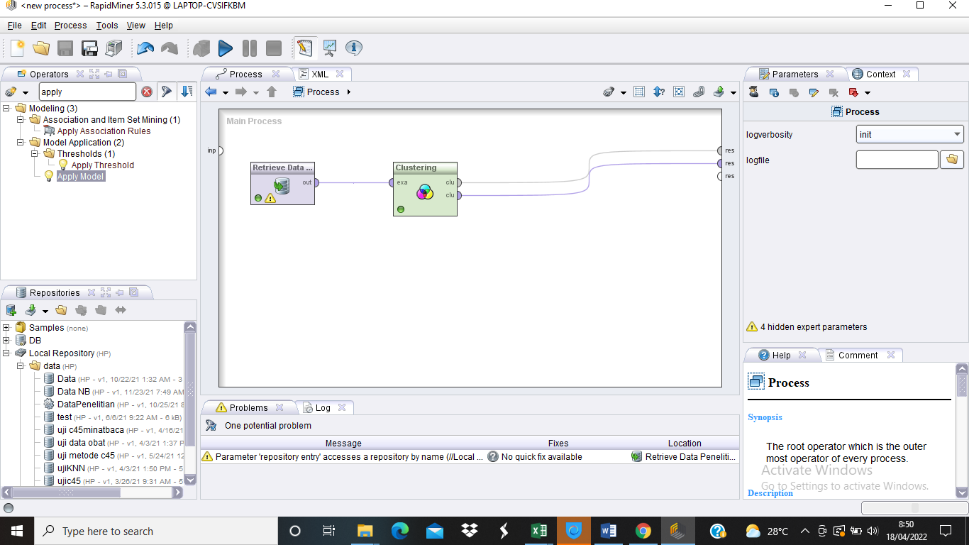 <new process*> – RapidMiner 5.3.015 @ LAPTOP-CVSIFKBM
File Edit Process Tools View Help
Operators
apply
Modeling (3)
Association and Item Set Mining (1)
Apply Association Rules
Model Application (2)
Thresholds (1)
Apply Threshold
Apply Model
Repositories
Samples (none)
DB
Local Repository (HP)
data (HP)
Data (HP - v1, 10/22/21 1:32 AM - 3
Data NB (HP - v1, 11/23/21 7:49 AM
DataPenelitian (HP - v1, 10/25/21 8
test (HP - v1, 6/6/21 9:22 AM - 6 kB)
uji c45minatbaca (HP - v1, 4/16/21
uji data obat (HP - v1, 4/3/21 1:37 P
uji metode c45 (HP - v1, 5/24/21 12
ujiKNN (HP - v1, 4/3/21 1:50 PM - 5
ujic45 (HP - v1, 3/26/21 9:31 AM - 6
Process XML
Process
Main Process
inp
Retrieve Data ...
out
Clustering
exa clu
clu
res
res
res
Problems Log
One potential problem
Message Fixes Location
Parameter 'repository entry' accesses a repository by name (//Local ... No quick fix available Retrieve Data Peneliti...
Parameters Context
Process
logverbosity init
logfile
4 hidden expert parameters
Help Comment
Process
Synopsis
The root operator which is the outer
most operator of every process.
Activate Windows
Go to Settings to activate Windows.
Description
Type here to search
28°C
8:50
18/04/2022